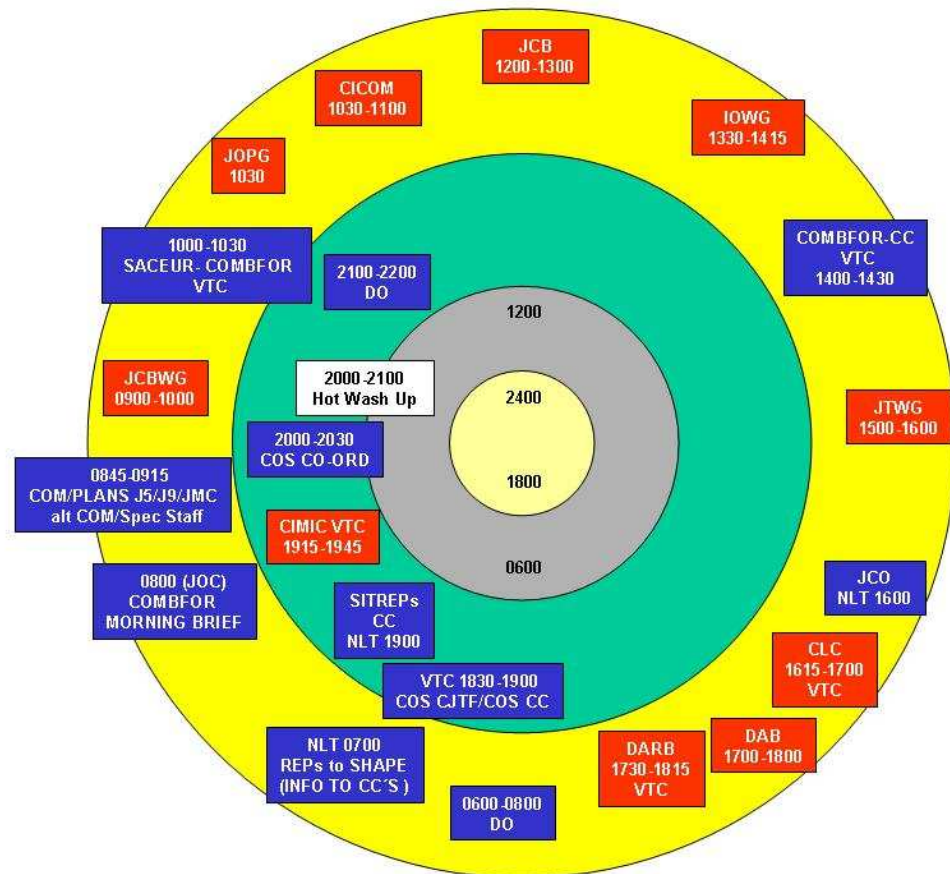 JCB
1200-1300
CICOM
1030-1100
IOWG
1330-1415
JOPG
1030
1000-1030
SACEUR- COMBFOR
VTC
COMBFOR-CC
VTC
1400-1430
2100-2200
DO
1200
JCBWG
0900-1000
2000-2100
Hot Wash Up
2400
JTWG
1500-1600
2000-2030
COS CO-ORD
0845-0915
COM/PLANS J5/J9/JMC
alt COM/Spec Staff
1800
CIMIC VTC
1915-1945
0600
0800 (JOC)
COMBFOR
MORNING BRIEF
SITREPs
CC
NLT 1900
JCO
NLT 1600
CLC
1615-1700
VTC
VTC 1830-1900
COS CJTF/COS CC
NLT 0700
REPs to SHAPE
(INFO TO CC´S )
DARB
1730-1815
VTC
DAB
1700-1800
0600-0800
DO